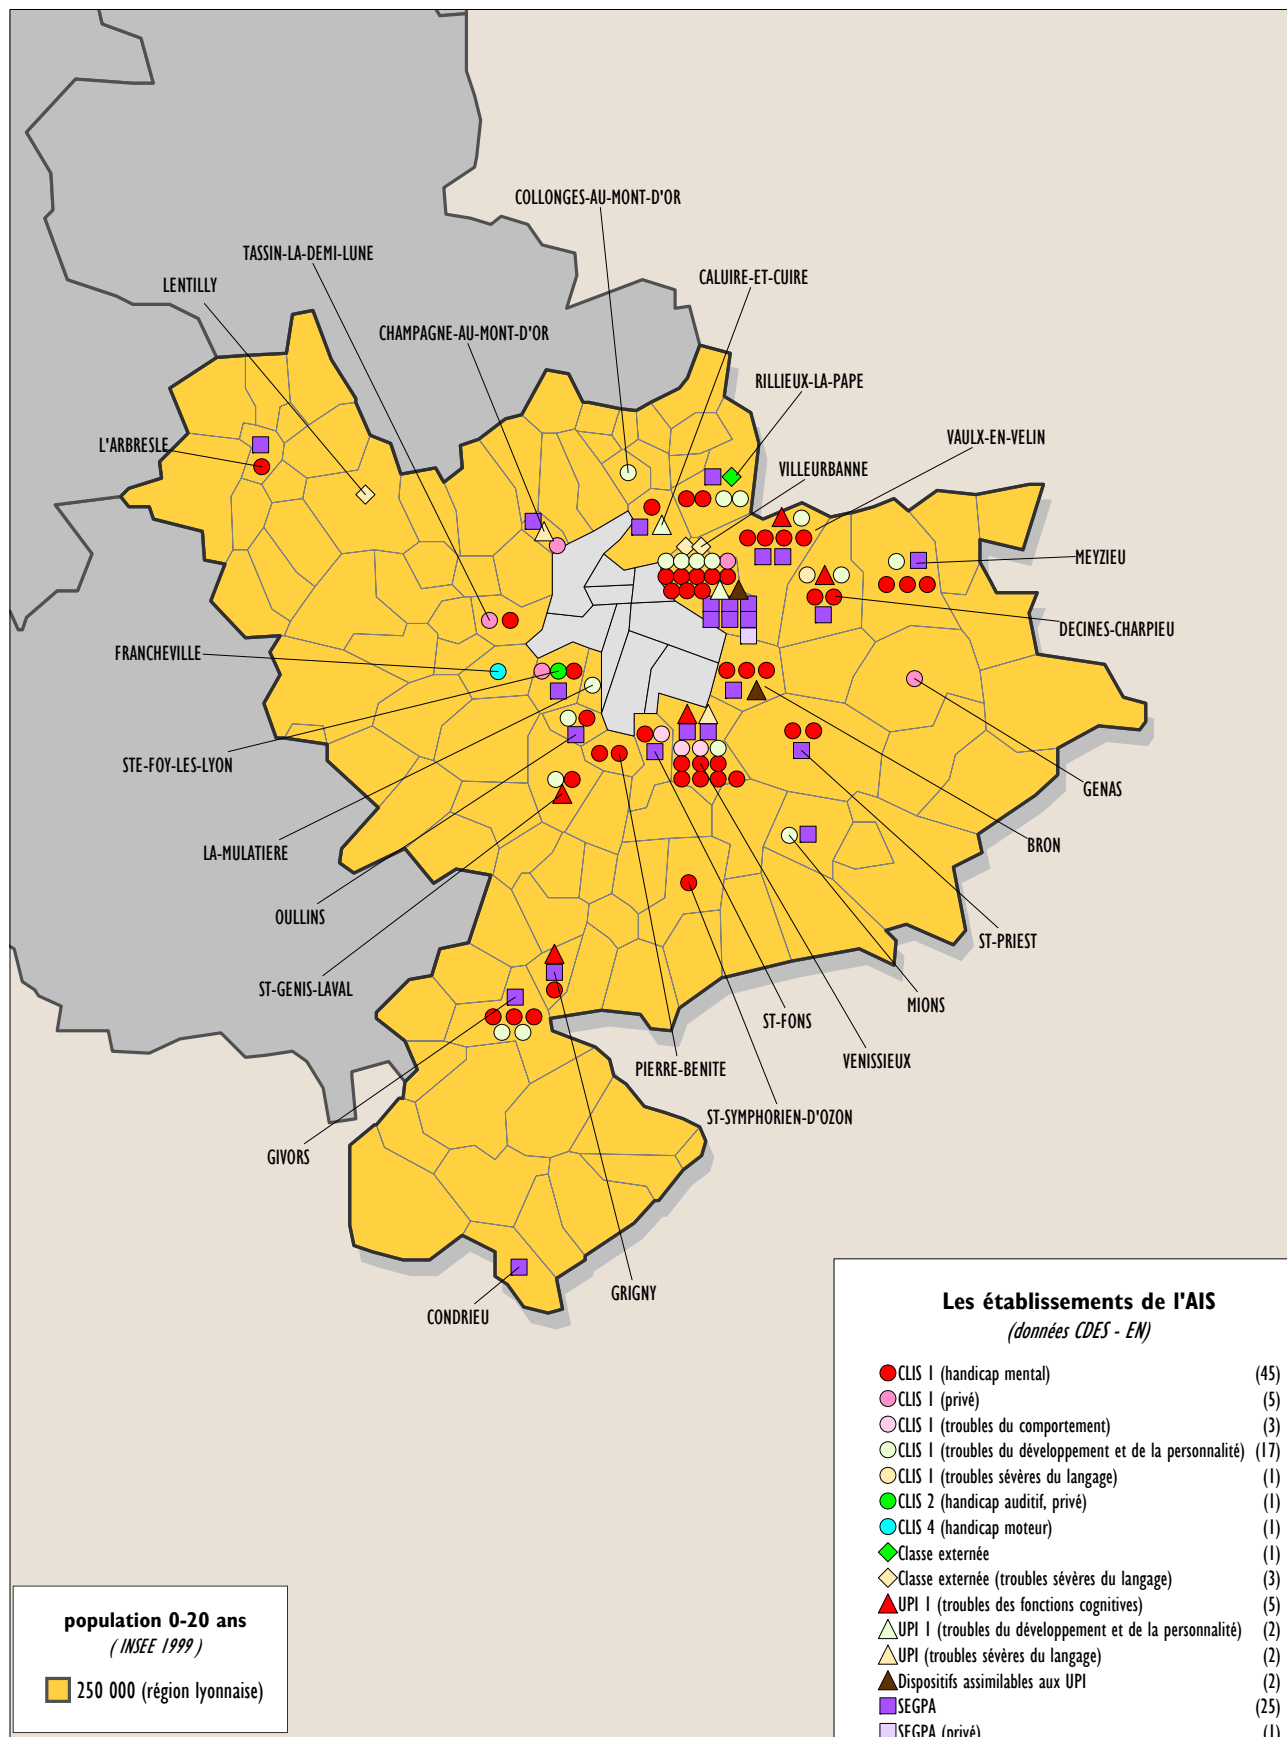 COLLONGES-AU-MONT-D'OR
TASSIN-LA-DEMI-LUNE
LENTILLY
CALUIRE-ET-CUIRE
CHAMPAGNE-AU-MONT-D'OR
RILLIEUX-LA-PAPE
L'ARBRESLE
VAULX-EN-VELIN
VILLEURBANNE
MEYZIEU
DECINES-CHARPIEU
FRANCHEVILLE
STE-FOY-LES-LYON
GENAS
LA-MULATIERE
BRON
OULLINS
ST-PRIEST
ST-GENIS-LAVAL
MIONS
ST-FONS
VENISSIEUX
PIERRE-BENITE
ST-SYMPHORIEN-D'OZON
GIVORS
GRIGNY
CONDRIEU
Les établissements de l'AIS
(données CDES - EN)
CLIS 1 (handicap mental) (45)
CLIS 1 (privé) (5)
CLIS 1 (troubles du comportement) (3)
CLIS 1 (troubles du développement et de la personnalité) (17)
CLIS 1 (troubles sévères du langage) (1)
CLIS 2 (handicap auditif, privé) (1)
CLIS 4 (handicap moteur) (1)
Classe externée (1)
Classe externée (troubles sévères du langage) (3)
UPI 1 (troubles des fonctions cognitives) (5)
UPI 1 (troubles du développement et de la personnalité) (2)
UPI (troubles sévères du langage) (2)
Dispositifs assimilables aux UPI (2)
SEGPA (25)
SEGPA (privé) (1)
population 0-20 ans
( INSEE 1999 )
250 000 (région lyonnaise)